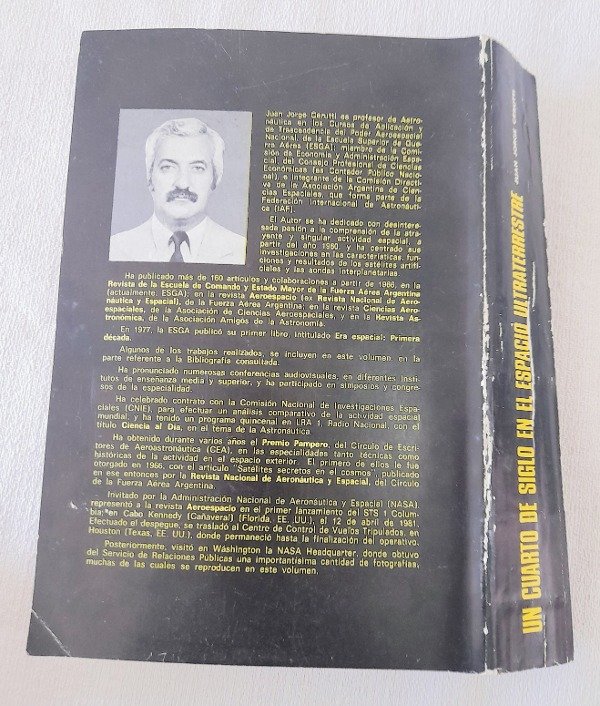 Juan Jorge Cerutti es profesor de Astro-
náutica en los Cursos de Aplicación y
de Trascendencia del Poder Aeroespacial
Nacional, de la Escuela Superior de Gue-
rra Aérea (ESGA); miembro de la Comi-
sión de Economía y Administración Espa-
cial, del Consejo Profesional de Ciencias
Económicas (es Contador Público Nacio-
nal) e integrante de la Comisión Directi-
va de la Asociación Argentina de Cien-
cias Espaciales, que forma parte de la
Federación Internacional de Astronáuti-
ca (IAF).
El Autor se ha dedicado con desintere-
sada pasión a la comprensión de la atra-
yente y singular actividad espacial, a
partir del año 1960, y ha centrado sus
investigaciones en las características, fun-
ciones y resultados de los satélites artifi-
ciales y las sondas interplanetarias.
Ha publicado más de 160 artículos y colaboraciones a partir de 1966, en la
Revista de la Escuela de Comando y Estado Mayor de la Fuerza Aérea Argentina
(actualmente, ESGA); en la revista Aeroespacio (ex Revista Nacional de Aero-
náutica y Espacial), de la Fuerza Aérea Argentina; en la revista Ciencias Aero-
espaciales, de la Asociación de Ciencias Aeroespaciales, y en la Revista As-
tronómica, de la Asociación Amigos de la Astronomía.
En 1977, la ESGA publicó su primer libro, intitulado Era espacial: Primera
década.
Algunos de los trabajos realizados, se incluyen en este volumen en la
parte referente a la Bibliografía consultada.
Ha pronunciado numerosas conferencias audiovisuales, en diferentes insti-
tutos de enseñanza media y superior, y ha participado en simposios y congre-
sos de la especialidad.
Ha celebrado contrato con la Comisión Nacional de Investigaciones Espa-
ciales (CNIE), para efectuar un análisis comparativo de la actividad espacial
mundial, y ha tenido un programa quincenal en LRA 1, Radio Nacional, con el
título Ciencia al Día, en el tema de la Astronáutica.
Ha obtenido durante varios años el Premio Pampero, del Círculo de Escri-
tores de Aeroastronáutica (CEA), en las especialidades tanto técnicas como
históricas de la actividad en el espacio exterior. El primero de ellos le fue
otorgado en 1966, con el artículo "Satélites secretos en el cosmos", publicado
en ese entonces por la Revista Nacional de Aeronáutica y Espacial, del Círculo
de la Fuerza Aérea Argentina.
Invitado por la Administración Nacional de Aeronáutica y Espacial (NASA),
representó a la revista Aeroespacio en el primer lanzamiento del STS 1 Colum-
bia, en Cabo Kennedy (Cañaveral) (Florida, EE. UU.), el 12 de abril de 1981.
Efectuado el despegue, se trasladó al Centro de Control de Vuelos Tripulados, en
Houston (Texas, EE. UU.), donde permaneció hasta la finalización del operativo.
Posteriormente, visitó en Wáshington la NASA Headquarter, donde obtuvo
del Servicio de Relaciones Públicas una importantísima cantidad de fotografías,
muchas de las cuales se reproducen en este volumen.
UN CUARTO DE SIGLO EN EL ESPACIO ULTRATERRESTRE
JUAN JORGE CERUTTI